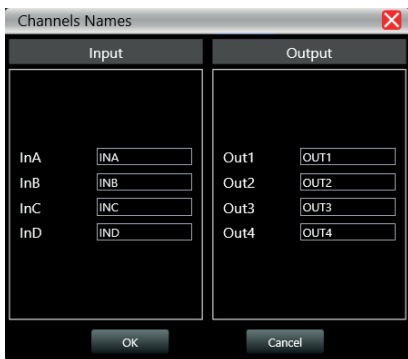 Channels Names
Input
Output
InA INA
Out1 OUT1
InB INB
Out2 OUT2
InC INC
Out3 OUT3
InD IND
Out4 OUT4
OK
Cancel